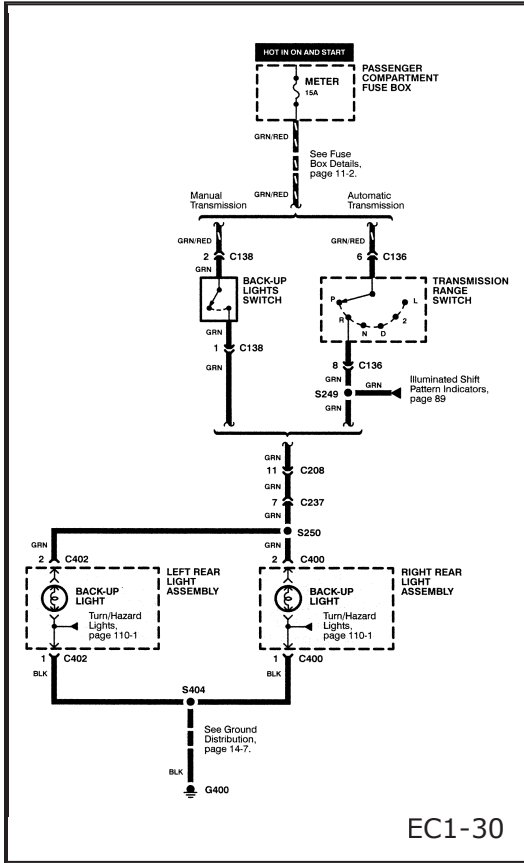 HOT IN ON AND START
PASSENGER
COMPARTMENT
FUSE BOX
METER
15A
GRN/RED
See Fuse
Box Details,
page 11-2.
GRN/RED
Manual
Transmission
Automatic
Transmission
GRN/RED
GRN/RED
2 C138
6 C136
GRN
BACK-UP
LIGHTS
SWITCH
TRANSMISSION
RANGE
SWITCH
P
L
R
N
D
2
GRN
1 C138
8 C136
GRN
GRN
S249
GRN
Illuminated Shift
Pattern Indicators,
page 89
GRN
GRN
11 C208
GRN
7 C237
GRN
S250
GRN
GRN
2 C402
2 C400
LEFT REAR
LIGHT
ASSEMBLY
RIGHT REAR
LIGHT
ASSEMBLY
BACK-UP
LIGHT
BACK-UP
LIGHT
Turn/Hazard
Lights,
page 110-1
Turn/Hazard
Lights,
page 110-1
1 C402
1 C400
BLK
BLK
S404
See Ground
Distribution,
page 14-7.
BLK
G400
EC1-30